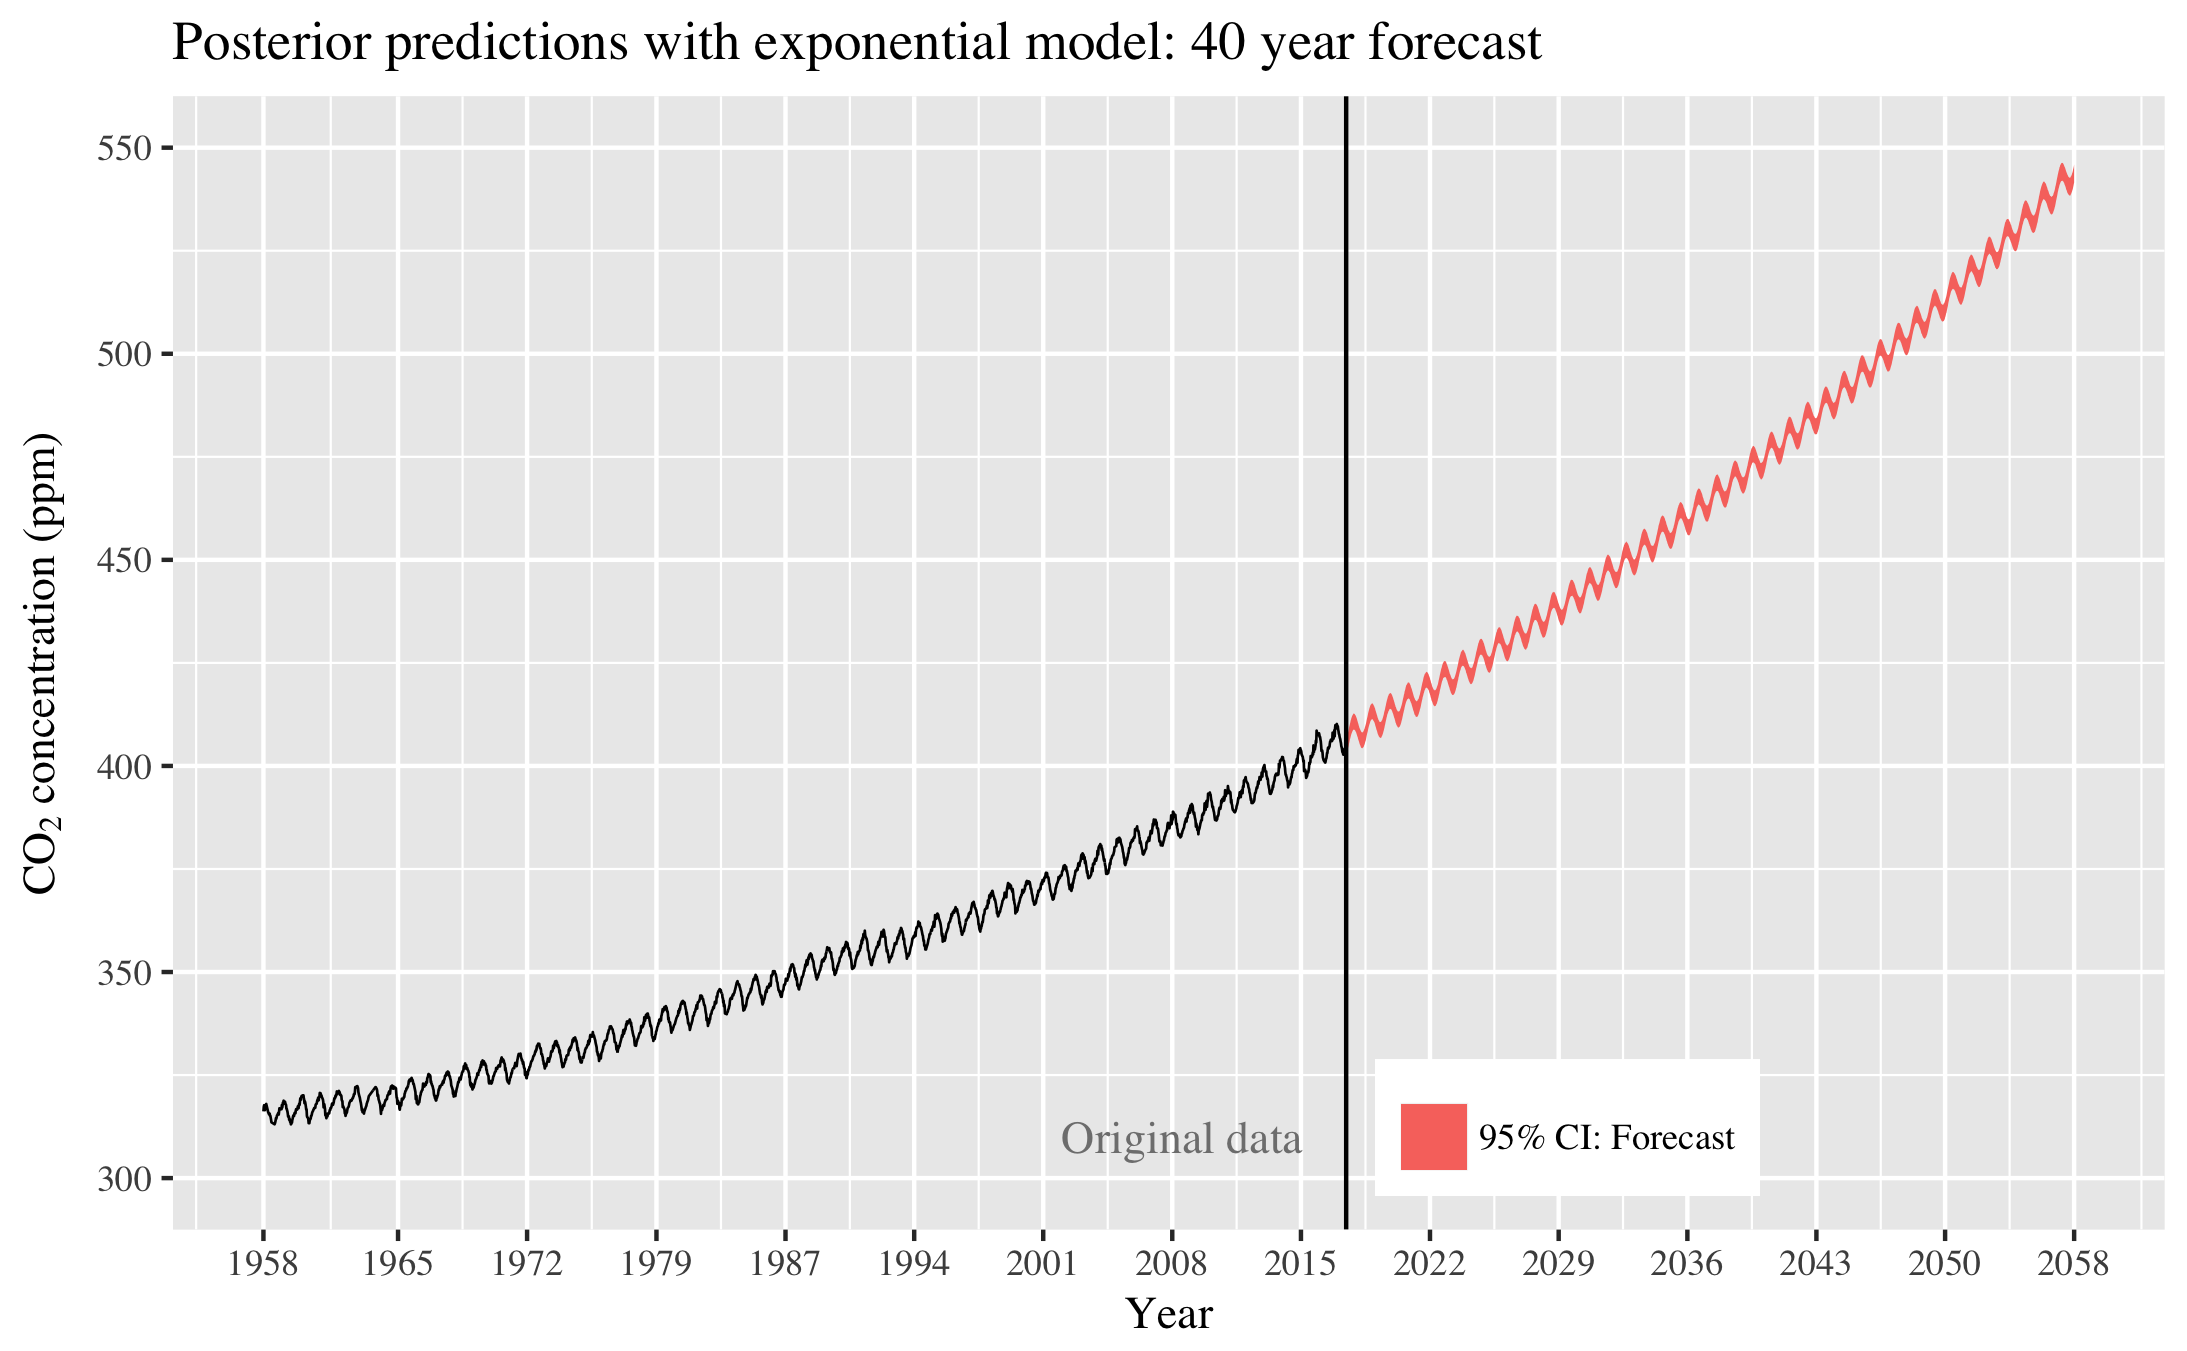 Posterior predictions with exponential model: 40 year forecast
CO₂ concentration (ppm)
550
500
450
400
350
300
Original data
95% CI: Forecast
1958 1965 1972 1979 1987 1994 2001 2008 2015 2022 2029 2036 2043 2050 2058
Year